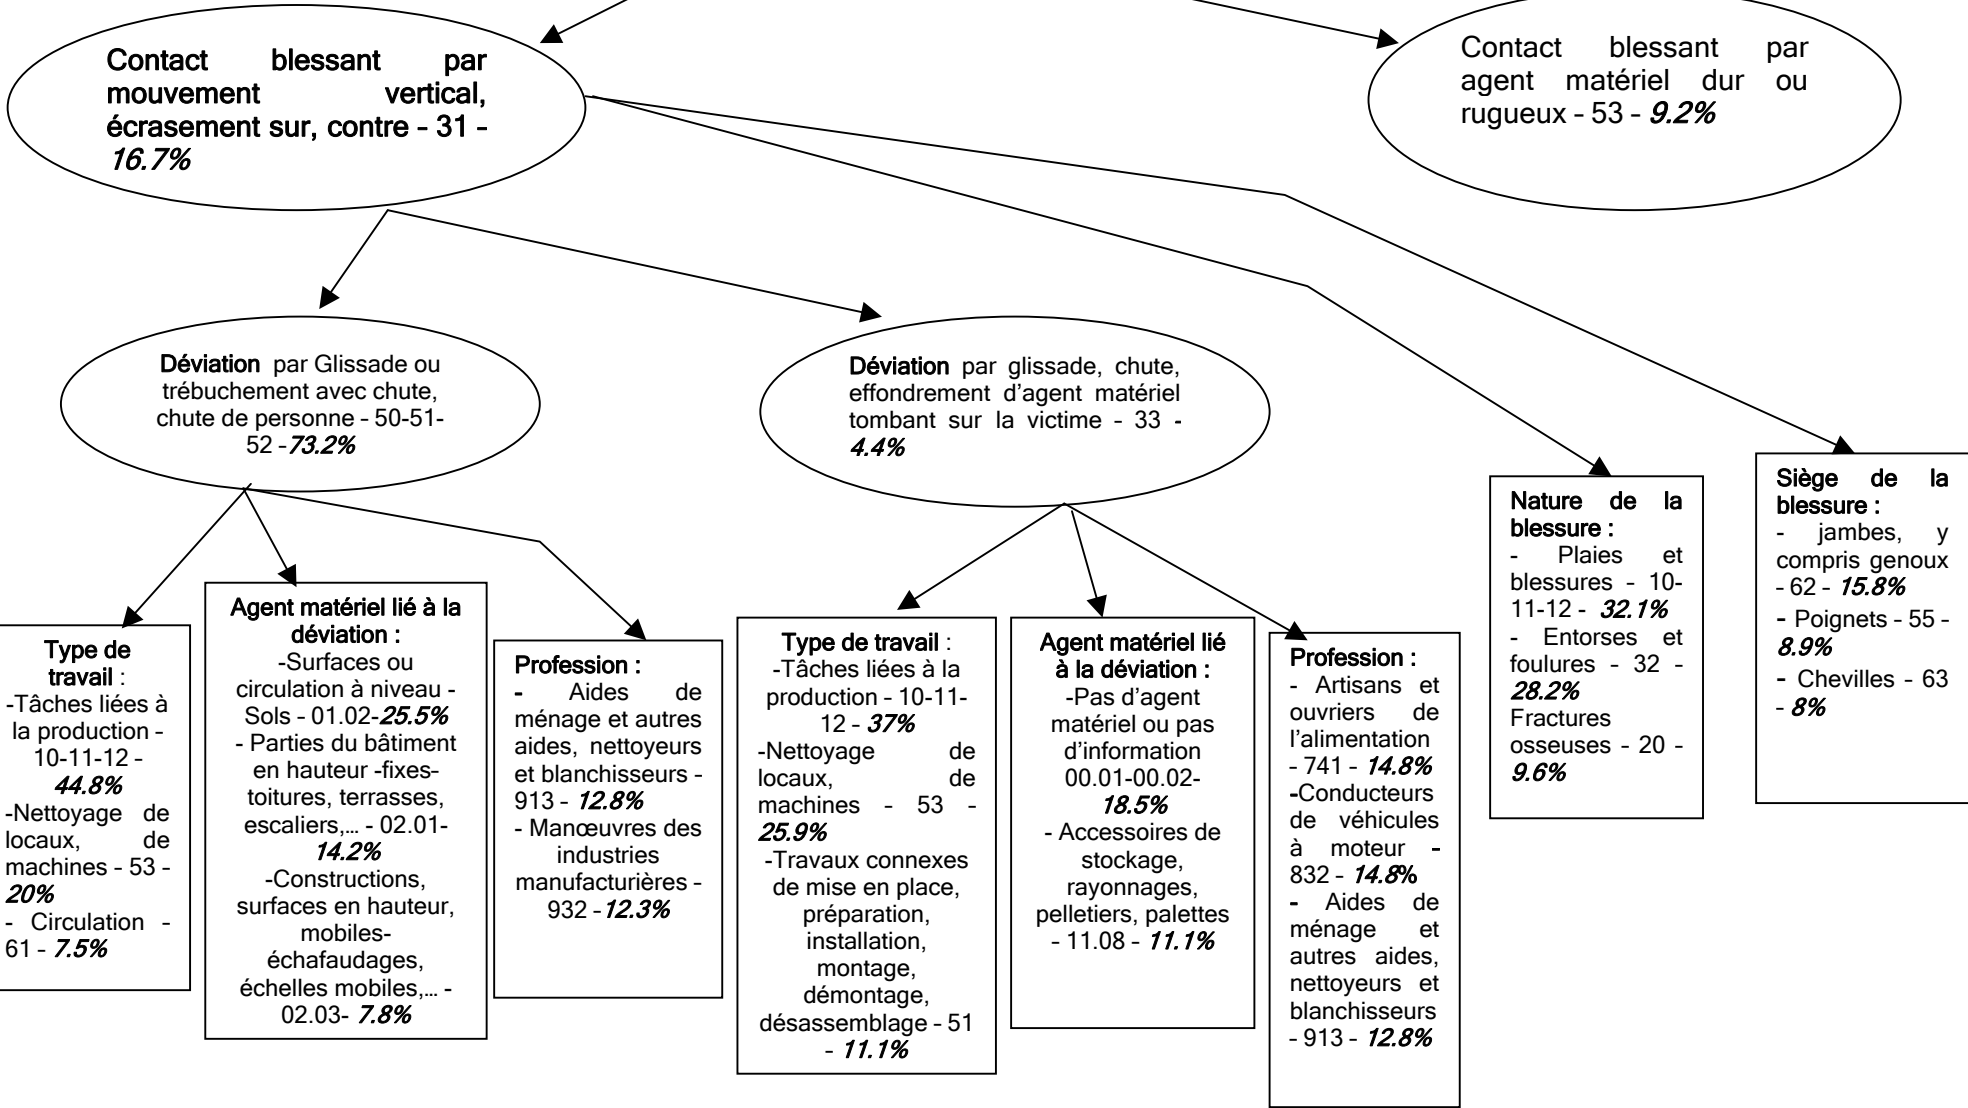 Contact blessant par
mouvement vertical,
écrasement sur, contre - 31 -
16.7%
Contact blessant par
agent matériel dur ou
rugueux - 53 - 9.2%
Déviation par Glissade ou
trébuchement avec chute,
chute de personne - 50-51-
52 -73.2%
Déviation par glissade, chute,
effondrement d'agent matériel
tombant sur la victime - 33 -
4.4%
Type de
travail :
-Tâches liées à
la production -
10-11-12 -
44.8%
-Nettoyage de
locaux, de
machines - 53 -
20%
- Circulation -
61 - 7.5%
Agent matériel lié à la
déviation :
-Surfaces ou
circulation à niveau -
Sols - 01.02-25.5%
- Parties du bâtiment
en hauteur -fixes-
toitures, terrasses,
escaliers,... - 02.01-
14.2%
-Constructions,
surfaces en hauteur,
mobiles-
échafaudages,
échelles mobiles,... -
02.03- 7.8%
Profession :
- Aides de
ménage et autres
aides, nettoyeurs
et blanchisseurs -
913 - 12.8%
- Manœuvres des
industries
manufacturières -
932 -12.3%
Type de travail :
-Tâches liées à la
production - 10-11-
12 - 37%
-Nettoyage de
locaux, de
machines - 53 -
25.9%
-Travaux connexes
de mise en place,
préparation,
installation,
montage,
démontage,
désassemblage - 51
- 11.1%
Agent matériel lié
à la déviation :
-Pas d'agent
matériel ou pas
d'information
00.01-00.02-
18.5%
- Accessoires de
stockage,
rayonnages,
pelletiers, palettes
- 11.08 - 11.1%
Profession :
- Artisans et
ouvriers de
l'alimentation
- 741 - 14.8%
-Conducteurs
de véhicules
à moteur -
832 - 14.8%
- Aides de
ménage et
autres aides,
nettoyeurs et
blanchisseurs
- 913 - 12.8%
Nature de la
blessure :
- Plaies et
blessures - 10-
11-12 - 32.1%
- Entorses et
foulures - 32 -
28.2%
Fractures
osseuses - 20 -
9.6%
Siège de la
blessure :
- jambes, y
compris genoux
- 62 - 15.8%
- Poignets - 55 -
8.9%
- Chevilles - 63
- 8%